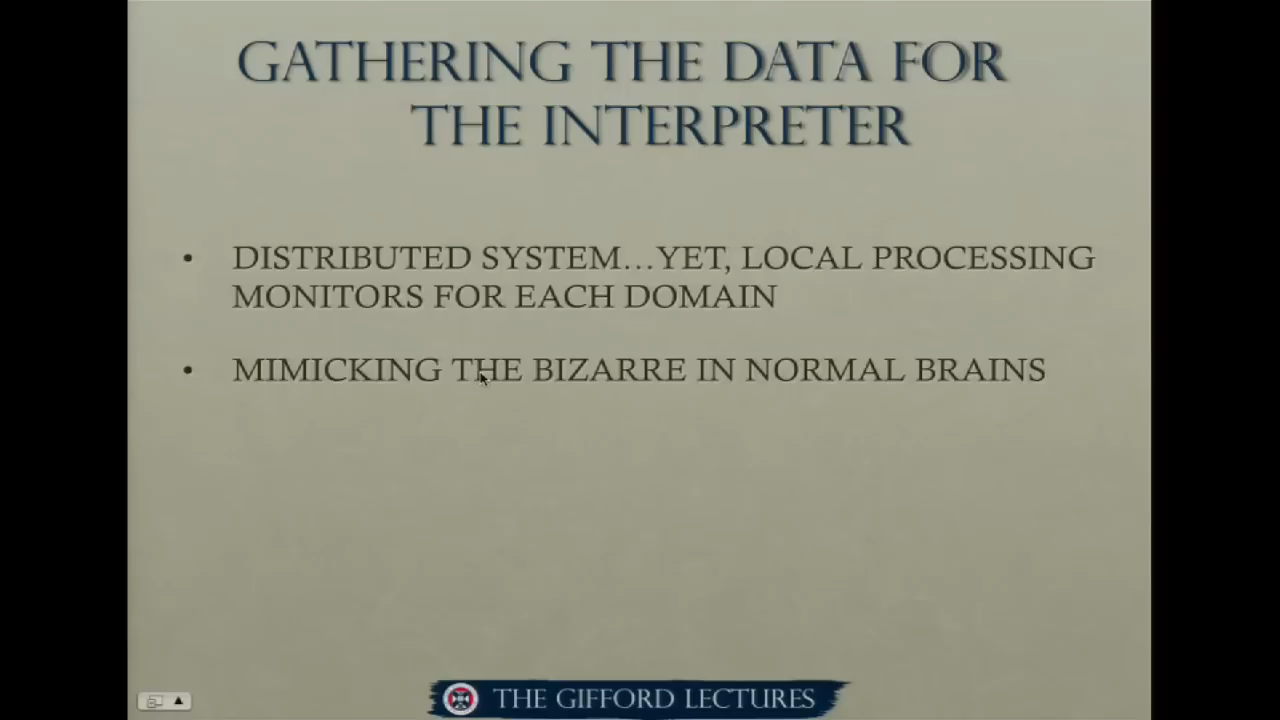 GATHERING THE DATA FOR
THE INTERPRETER
• DISTRIBUTED SYSTEM...YET, LOCAL PROCESSING
MONITORS FOR EACH DOMAIN
• MIMICKING THE BIZARRE IN NORMAL BRAINS
THE GIFFORD LECTURES